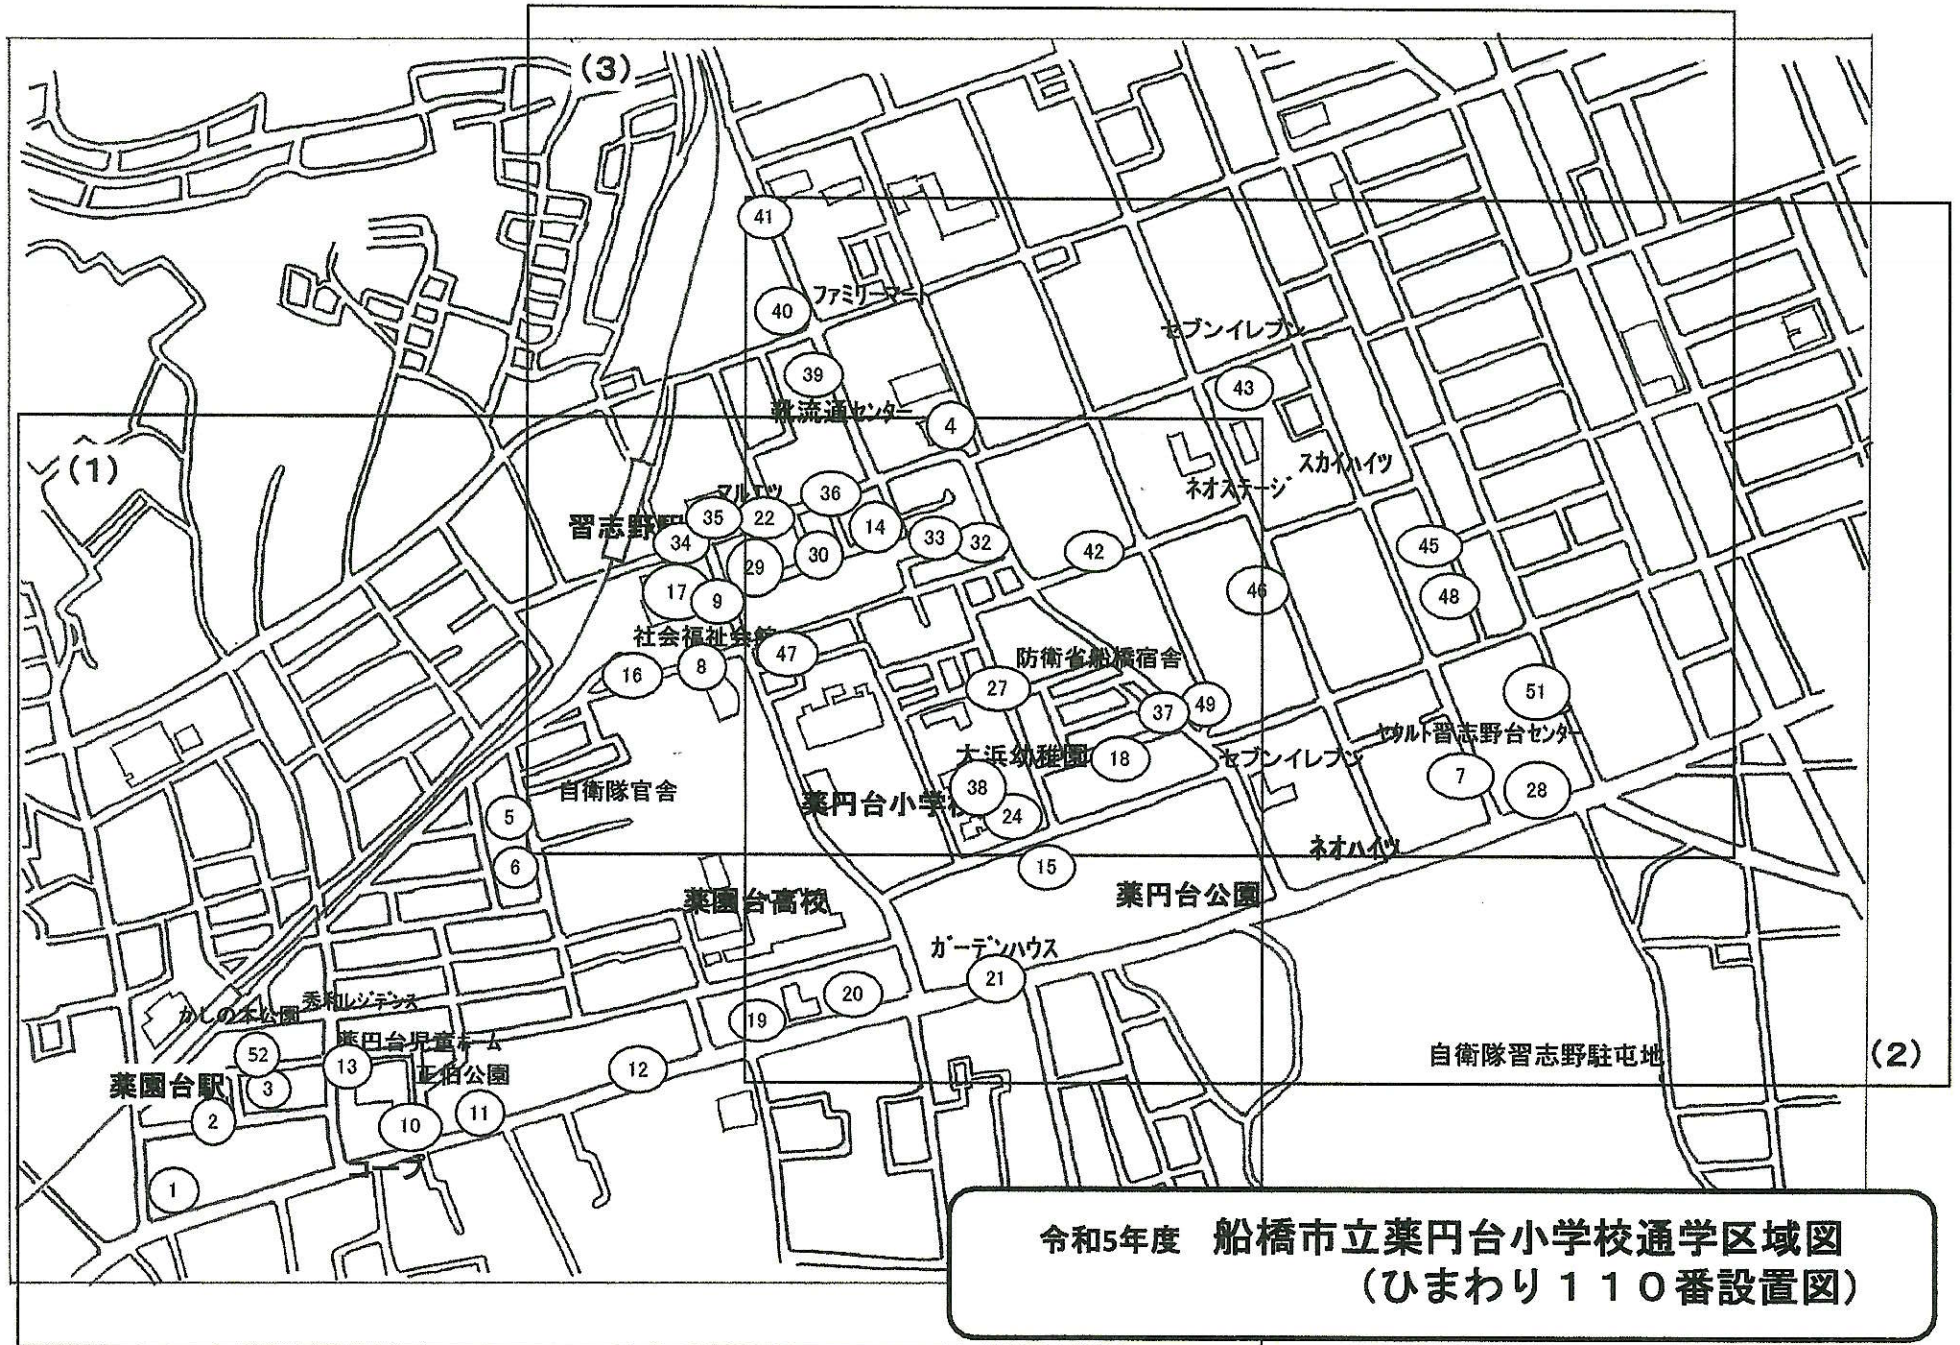 (3)
41
ファミリーマート
40
セブンイレブン
39
43
靴流通センター
4
(1)
スカイハイツ
ネオステージ
マルエツ
36
35
22
習志野駅
14
34
33
32
42
45
30
29
17
9
46
48
社会福祉会館
47
防衛省船橋宿舎
8
16
27
51
49
37
ヤクルト習志野台センター
大浜幼稚園
18
セブンイレブン
7
38
28
自衛隊官舎
薬円台小学校
5
24
ネオハイツ
6
15
薬園台高校
薬円台公園
ガーデンハウス
21
20
秀和レジデンス
かしの木公園
19
薬円台児童ホーム
52
13
正伯公園
12
自衛隊習志野駐屯地
(2)
薬園台駅
3
2
10
11
コープ
1
令和5年度 船橋市立薬円台小学校通学区域図
(ひまわり110番設置図)